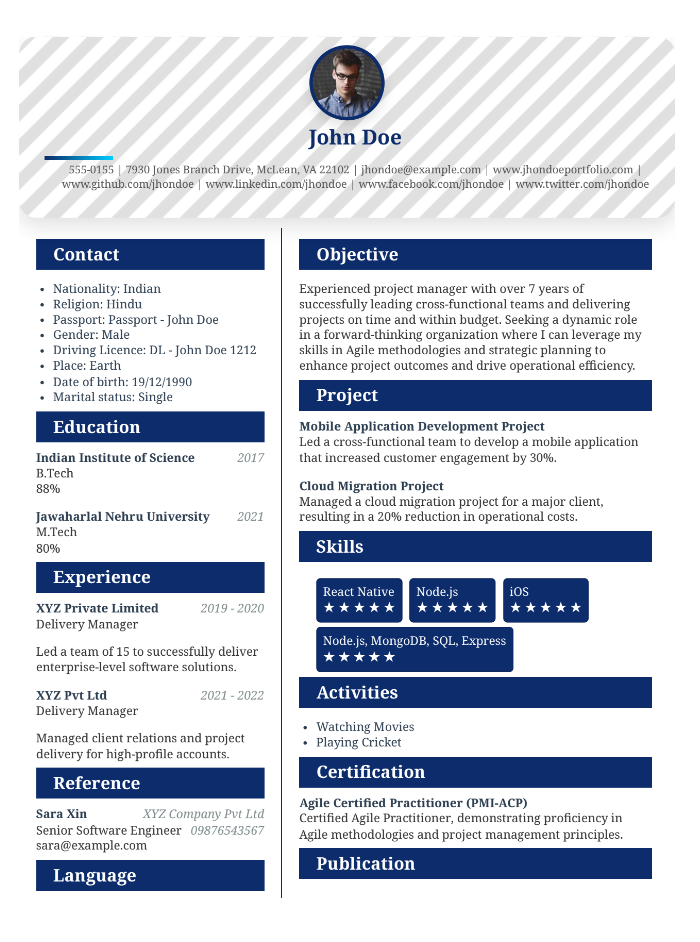 John Doe
555-0155 | 7930 Jones Branch Drive, McLean, VA 22102 | jhondoe@example.com | www.jhondoeportfolio.com |
www.github.com/jhondoe | www.linkedin.com/jhondoe | www.facebook.com/jhondoe | www.twitter.com/jhondoe
Contact
• Nationality: Indian
• Religion: Hindu
• Passport: Passport - John Doe
• Gender: Male
• Driving Licence: DL - John Doe 1212
• Place: Earth
• Date of birth: 19/12/1990
• Marital status: Single
Education
Indian Institute of Science 2017
B.Tech
88%
Jawaharlal Nehru University 2021
M.Tech
80%
Experience
XYZ Private Limited 2019 - 2020
Delivery Manager
Led a team of 15 to successfully deliver
enterprise-level software solutions.
XYZ Pvt Ltd 2021 - 2022
Delivery Manager
Managed client relations and project
delivery for high-profile accounts.
Reference
Sara Xin XYZ Company Pvt Ltd
Senior Software Engineer 09876543567
sara@example.com
Language
Objective
Experienced project manager with over 7 years of
successfully leading cross-functional teams and delivering
projects on time and within budget. Seeking a dynamic role
in a forward-thinking organization where I can leverage my
skills in Agile methodologies and strategic planning to
enhance project outcomes and drive operational efficiency.
Project
Mobile Application Development Project
Led a cross-functional team to develop a mobile application
that increased customer engagement by 30%.
Cloud Migration Project
Managed a cloud migration project for a major client,
resulting in a 20% reduction in operational costs.
Skills
React Native
★ ★ ★ ★ ★
Node.js
★ ★ ★ ★ ★
iOS
★ ★ ★ ★ ★
Node.js, MongoDB, SQL, Express
★ ★ ★ ★ ★
Activities
• Watching Movies
• Playing Cricket
Certification
Agile Certified Practitioner (PMI-ACP)
Certified Agile Practitioner, demonstrating proficiency in
Agile methodologies and project management principles.
Publication